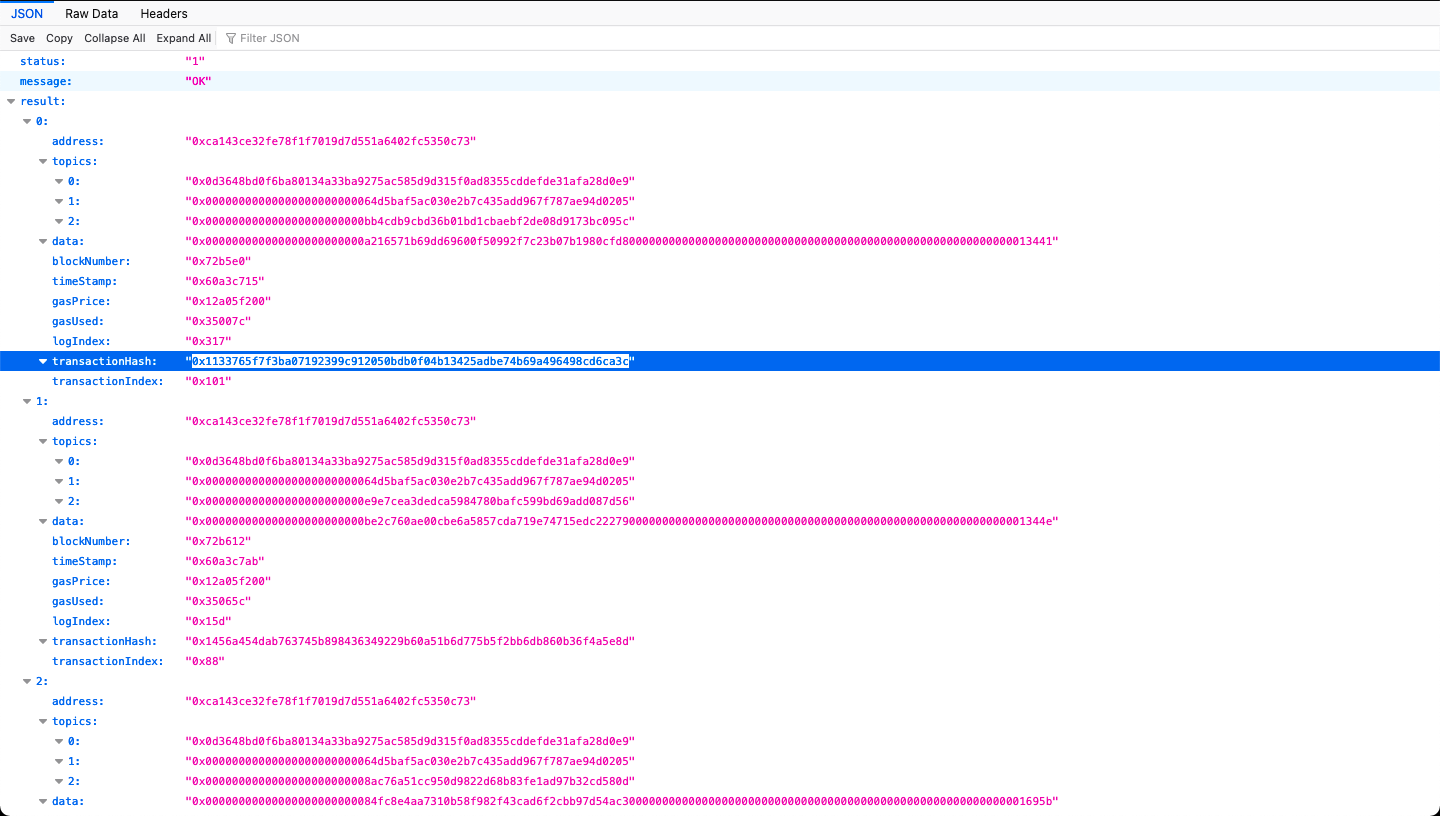 JSON Raw Data Headers
Save Copy Collapse All Expand All Filter JSON
status: "1"
message: "OK"
result:
0:
address: "0xca143ce32fe78f1f7019d7d551a6402fc5350c73"
topics:
0: "0x0d3648bd0f6ba80134a33ba9275ac585d9d315f0ad8355cddefde31afa28d0e9"
1: "0x00000000000000000000000064d5baf5ac030e2b7c435add967f787ae94d0205"
2: "0x000000000000000000000000bb4cdb9cbd36b01bd1cbaebf2de08d9173bc095c"
data: "0x000000000000000000000000a216571b69dd69600f50992f7c23b07b1980cfd80000000000000000000000000000000000000000000000000000000000013441"
blockNumber: "0x72b5e0"
timeStamp: "0x60a3c715"
gasPrice: "0x12a05f200"
gasUsed: "0x35007c"
logIndex: "0x317"
transactionHash: "0x1133765f7f3ba07192399c912050bdb0f04b13425adbe74b69a496498cd6ca3c"
transactionIndex: "0x101"
1:
address: "0xca143ce32fe78f1f7019d7d551a6402fc5350c73"
topics:
0: "0x0d3648bd0f6ba80134a33ba9275ac585d9d315f0ad8355cddefde31afa28d0e9"
1: "0x00000000000000000000000064d5baf5ac030e2b7c435add967f787ae94d0205"
2: "0x000000000000000000000000e9e7cea3dedca5984780bafc599bd69add087d56"
data: "0x000000000000000000000000be2c760ae00cbe6a5857cda719e74715edc22279000000000000000000000000000000000000000000000000000000000001344e"
blockNumber: "0x72b612"
timeStamp: "0x60a3c7ab"
gasPrice: "0x12a05f200"
gasUsed: "0x35065c"
logIndex: "0x15d"
transactionHash: "0x1456a454dab763745b898436349229b60a51b6d775b5f2bb6db860b36f4a5e8d"
transactionIndex: "0x88"
2:
address: "0xca143ce32fe78f1f7019d7d551a6402fc5350c73"
topics:
0: "0x0d3648bd0f6ba80134a33ba9275ac585d9d315f0ad8355cddefde31afa28d0e9"
1: "0x00000000000000000000000064d5baf5ac030e2b7c435add967f787ae94d0205"
2: "0x0000000000000000000000008ac76a51cc950d9822d68b83fe1ad97b32cd580d"
data: "0x00000000000000000000000084fc8e4aa7310b58f982f43cad6f2cbb97d54ac3000000000000000000000000000000000000000000000000000000000001695b"